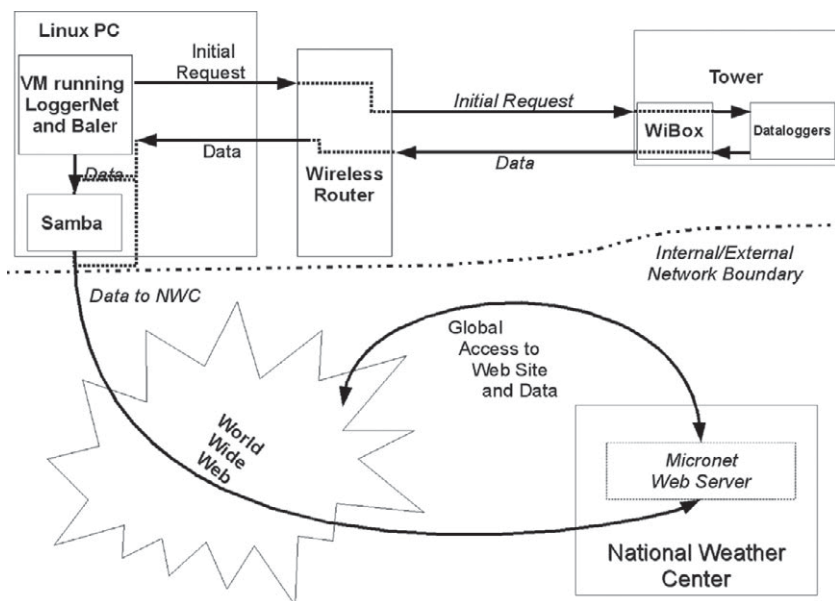 Linux PC
VM running
LoggerNet
and Baler
Initial
Request
Data
Data
Samba
Wireless
Router
Initial Request
Data
Tower
WiBox
Dataloggers
Internal/External
Network Boundary
Data to NWC
World
Wide
Web
Global
Access to
Web Site
and Data
Micronet
Web Server
National Weather
Center